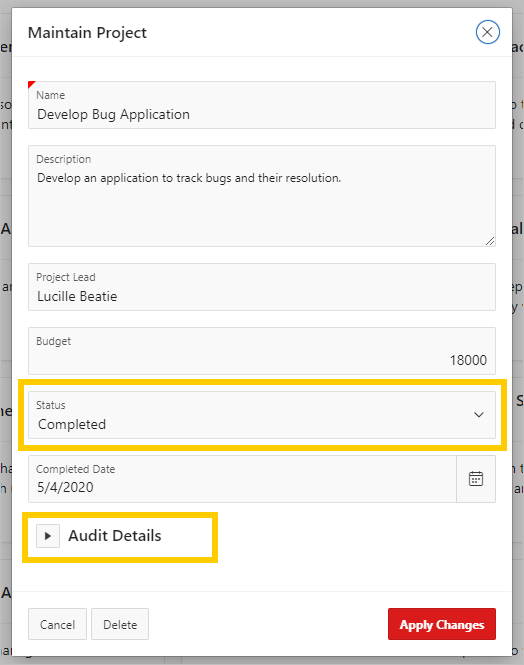 Maintain Project
Name
Develop Bug Application
Description
Develop an application to track bugs and their resolution.
Project Lead
Lucille Beatie
Budget
18000
Status
Completed
Completed Date
5/4/2020
Audit Details
Cancel
Delete
Apply Changes